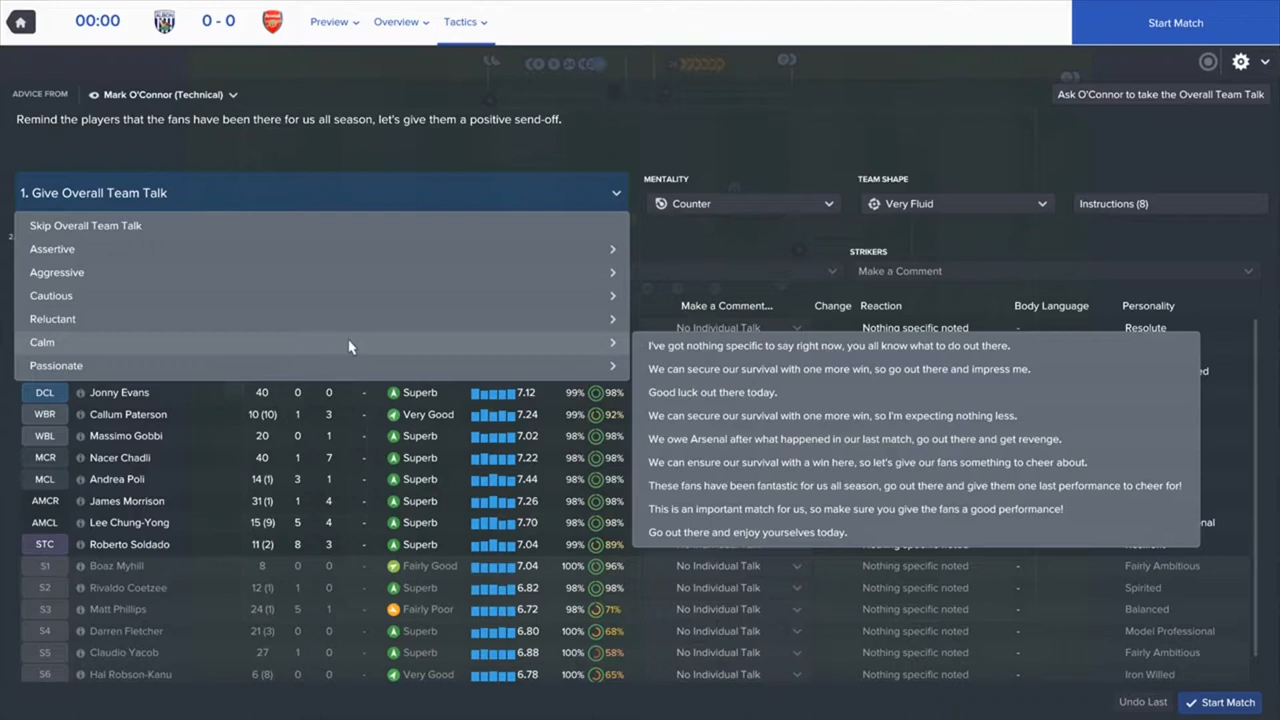 00:00 0 - 0 Preview Overview Tactics Start Match
ADVICE FROM Mark O'Connor (Technical) Ask O'Connor to take the Overall Team Talk
Remind the players that the fans have been there for us all season, let's give them a positive send-off.
MENTALITY TEAM SHAPE
1. Give Overall Team Talk Counter Very Fluid Instructions (8)
Skip Overall Team Talk
Assertive
Aggressive
Cautious
Reluctant
Calm
Passionate
STRIKERS
Make a Comment
Make a Comment... Change Reaction Body Language Personality
No Individual Talk Nothing specific noted - Resolute
I've got nothing specific to say right now, you all know what to do out there.
We can secure our survival with one more win, so go out there and impress me.
Good luck out there today.
We can secure our survival with one more win, so I'm expecting nothing less.
We owe Arsenal after what happened in our last match, go out there and get revenge.
We can ensure our survival with a win here, so let's give our fans something to cheer about.
These fans have been fantastic for us all season, go out there and give them one last performance to cheer for!
This is an important match for us, so make sure you give the fans a good performance!
Go out there and enjoy yourselves today.
DCL Jonny Evans 40 0 0 - Superb 7.12 99% 98%
WBR Callum Paterson 10 (10) 1 3 - Very Good 7.24 99% 92%
WBL Massimo Gobbi 20 0 1 - Superb 7.02 98% 98%
MCR Nacer Chadli 40 1 7 - Superb 7.22 98% 98%
MCL Andrea Poli 14 (1) 3 1 - Superb 7.44 98% 98%
AMCR James Morrison 31 (1) 1 4 - Superb 7.26 98% 98%
AMCL Lee Chung-Yong 15 (9) 5 4 - Superb 7.70 98% 98%
STC Roberto Soldado 11 (2) 8 3 - Superb 7.04 99% 89%
S1 Boaz Myhill 8 0 0 - Fairly Good 7.04 100% 96% No Individual Talk Nothing specific noted - Fairly Ambitious
S2 Rivaldo Coetzee 12 (1) 1 0 - Superb 6.82 98% 98% No Individual Talk Nothing specific noted - Spirited
S3 Matt Phillips 24 (1) 5 1 - Fairly Poor 6.72 98% 71% No Individual Talk Nothing specific noted - Balanced
S4 Darren Fletcher 21 (3) 0 0 - Superb 6.80 100% 68% No Individual Talk Nothing specific noted - Model Professional
S5 Claudio Yacob 27 1 0 - Superb 6.88 100% 58% No Individual Talk Nothing specific noted - Fairly Ambitious
S6 Hal Robson-Kanu 6 (8) 0 0 - Very Good 6.78 100% 65% No Individual Talk Nothing specific noted - Iron Willed
Undo Last Start Match